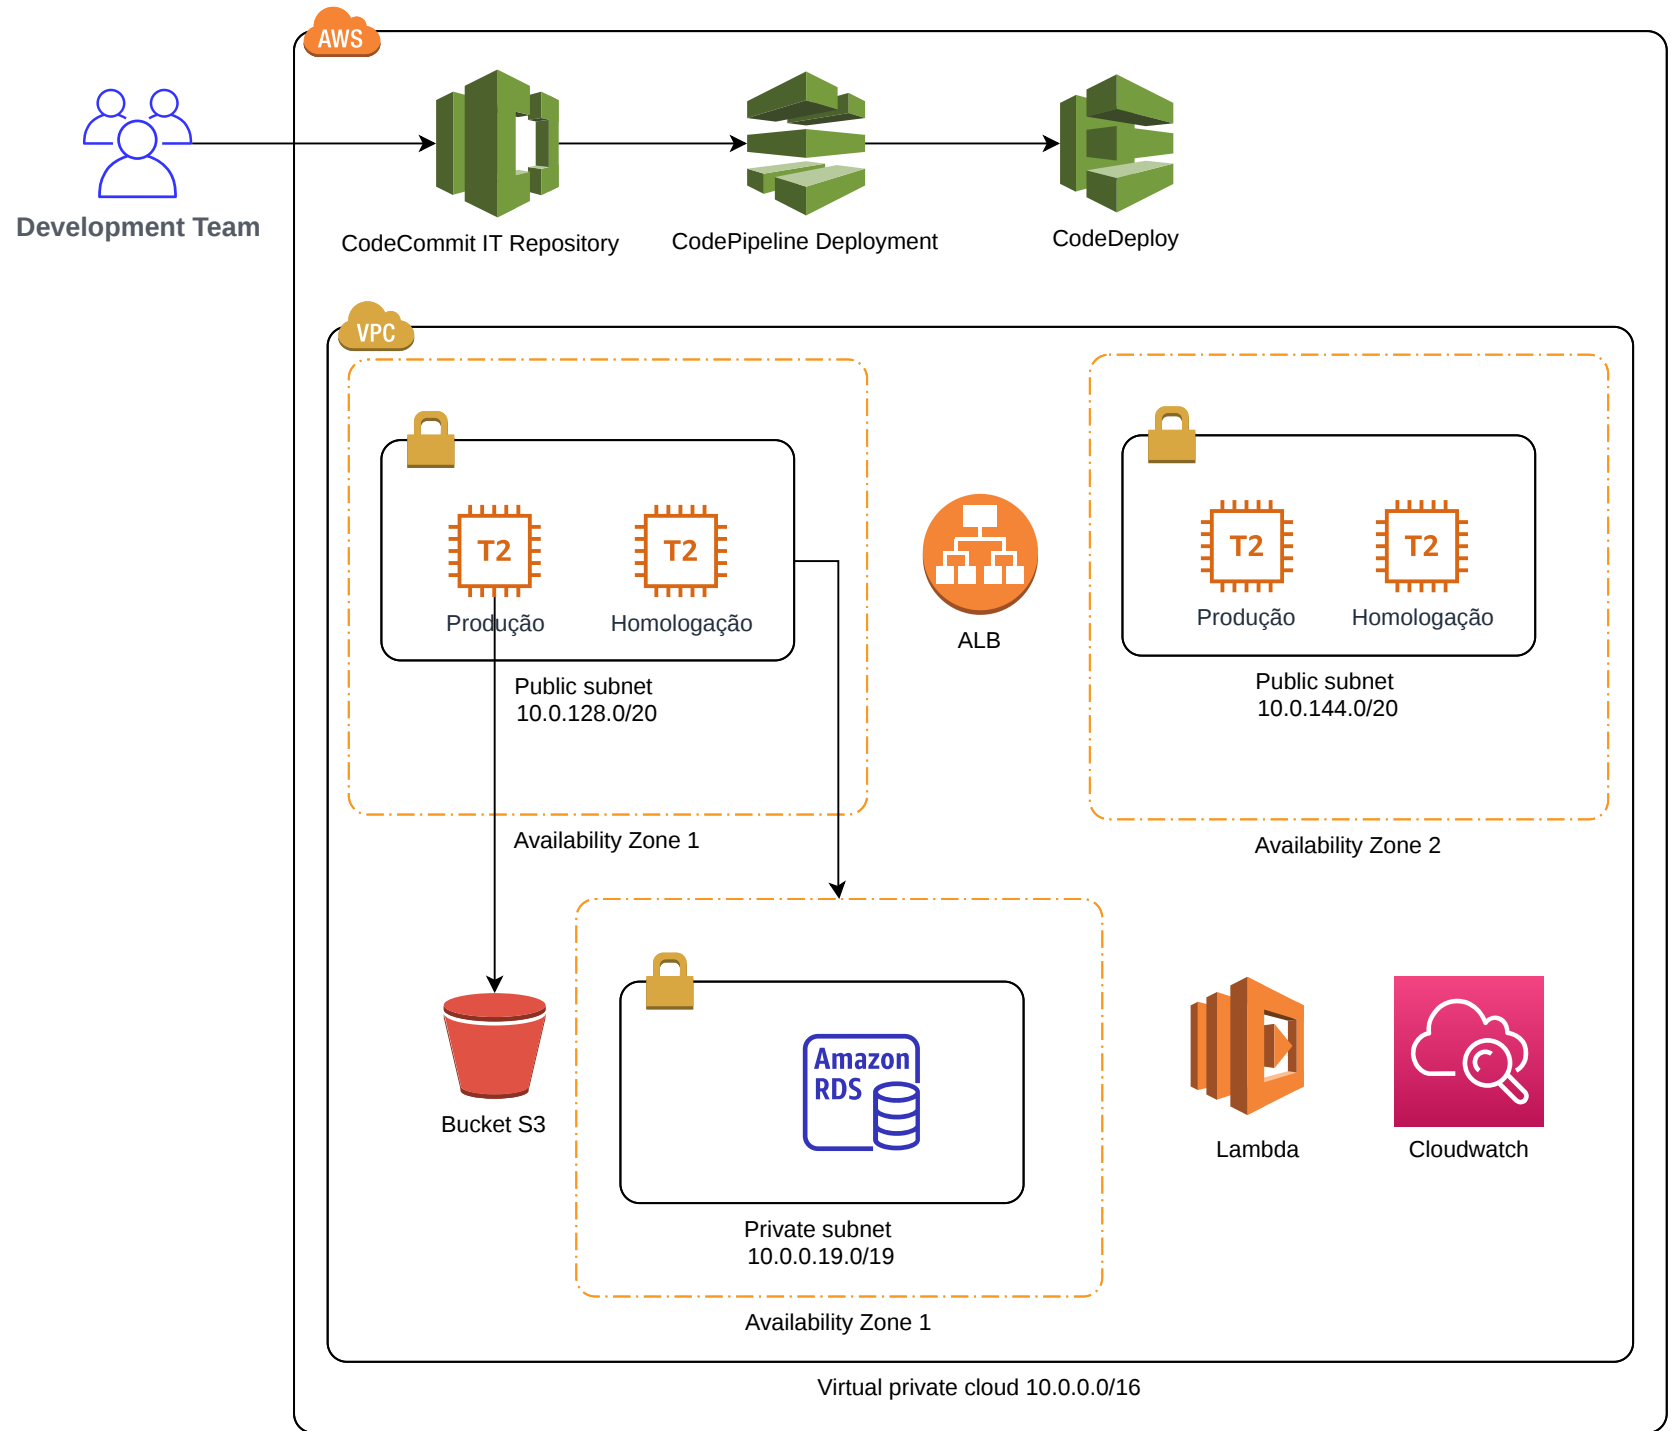 AWS
Development Team
CodeCommit IT Repository
CodePipeline Deployment
CodeDeploy
VPC
T2
Produção
T2
Homologação
Public subnet
10.0.128.0/20
Availability Zone 1
ALB
T2
Produção
T2
Homologação
Public subnet
10.0.144.0/20
Availability Zone 2
Bucket S3
Amazon
RDS
Private subnet
10.0.0.19.0/19
Availability Zone 1
Lambda
Cloudwatch
Virtual private cloud 10.0.0.0/16